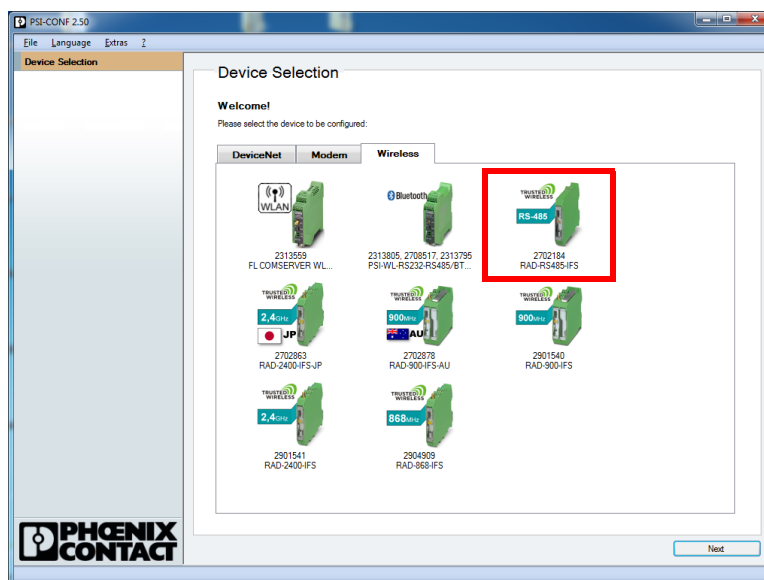 PSI-CONF 2.50
File Language Extras ?
Device Selection
Device Selection
Welcome!
Please select the device to be configured:
DeviceNet Modem Wireless
WLAN
Bluetooth
TRUSTED WIRELESS
RS-485
2313559
FL COMSERVER WL...
2313805, 2708517, 2313795
PSI-WL-RS232-RS485/BT...
2702184
RAD-RS485-IFS
TRUSTED WIRELESS
2,4GHz
JP
TRUSTED WIRELESS
900MHz
AU
TRUSTED WIRELESS
900MHz
2702863
RAD-2400-IFS-JP
2702878
RAD-900-IFS-AU
2901540
RAD-900-IFS
TRUSTED WIRELESS
2,4GHz
TRUSTED WIRELESS
868MHz
2901541
RAD-2400-IFS
2904909
RAD-868-IFS
PHŒNIX
CONTACT
Next